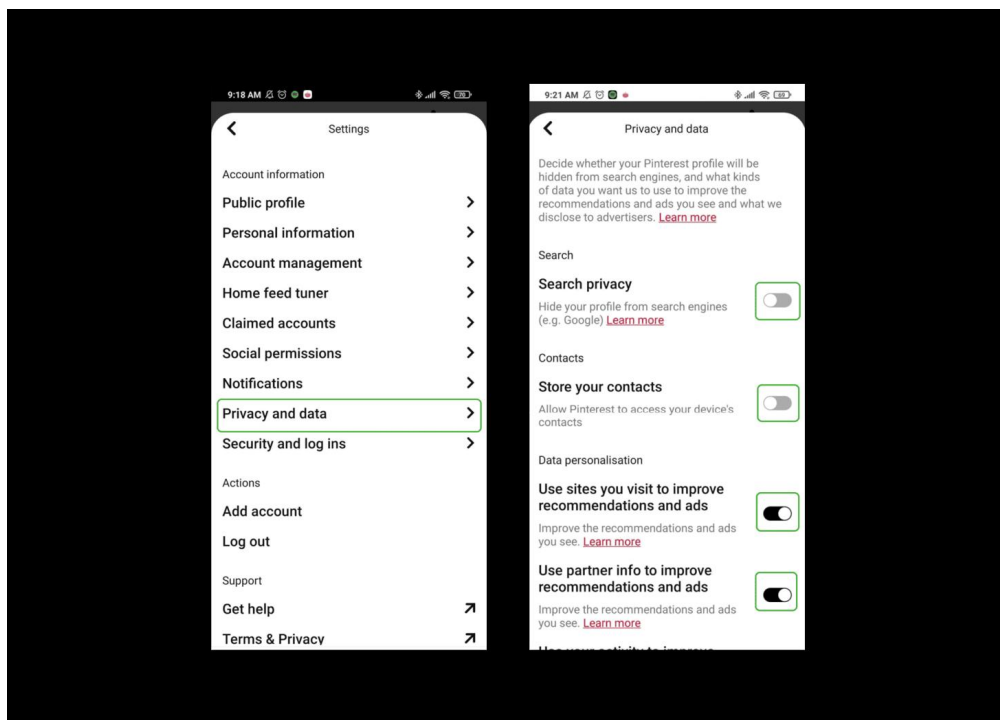 9:18 AM
70
Settings
Account information
Public profile
Personal information
Account management
Home feed tuner
Claimed accounts
Social permissions
Notifications
Privacy and data
Security and log ins
Actions
Add account
Log out
Support
Get help
Terms & Privacy
9:21 AM
69
Privacy and data
Decide whether your Pinterest profile will be
hidden from search engines, and what kinds
of data you want us to use to improve the
recommendations and ads you see and what we
disclose to advertisers. Learn more
Search
Search privacy
Hide your profile from search engines
(e.g. Google) Learn more
Contacts
Store your contacts
Allow Pinterest to access your device's
contacts
Data personalisation
Use sites you visit to improve
recommendations and ads
Improve the recommendations and ads
you see. Learn more
Use partner info to improve
recommendations and ads
Improve the recommendations and ads
you see. Learn more
Use your activity to improve